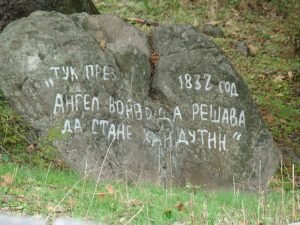 „ТУК ПРЕЗ 1832 ГОД
АНГЕЛ ВОЙВОДА РЕШАВА
ДА СТАНЕ ХАЙДУТИН“